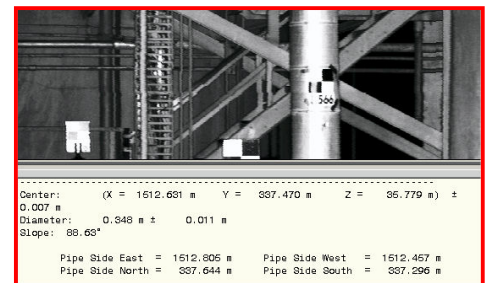 566
Center: (X = 1512.631 m Y = 337.470 m Z = 35.779 m) ±
0.007 m
Diameter: 0.348 m ± 0.011 m
Slope: 88.63°
Pipe Side East = 1512.805 m Pipe Side West = 1512.457 m
Pipe Side North = 337.644 m Pipe Side South = 337.296 m